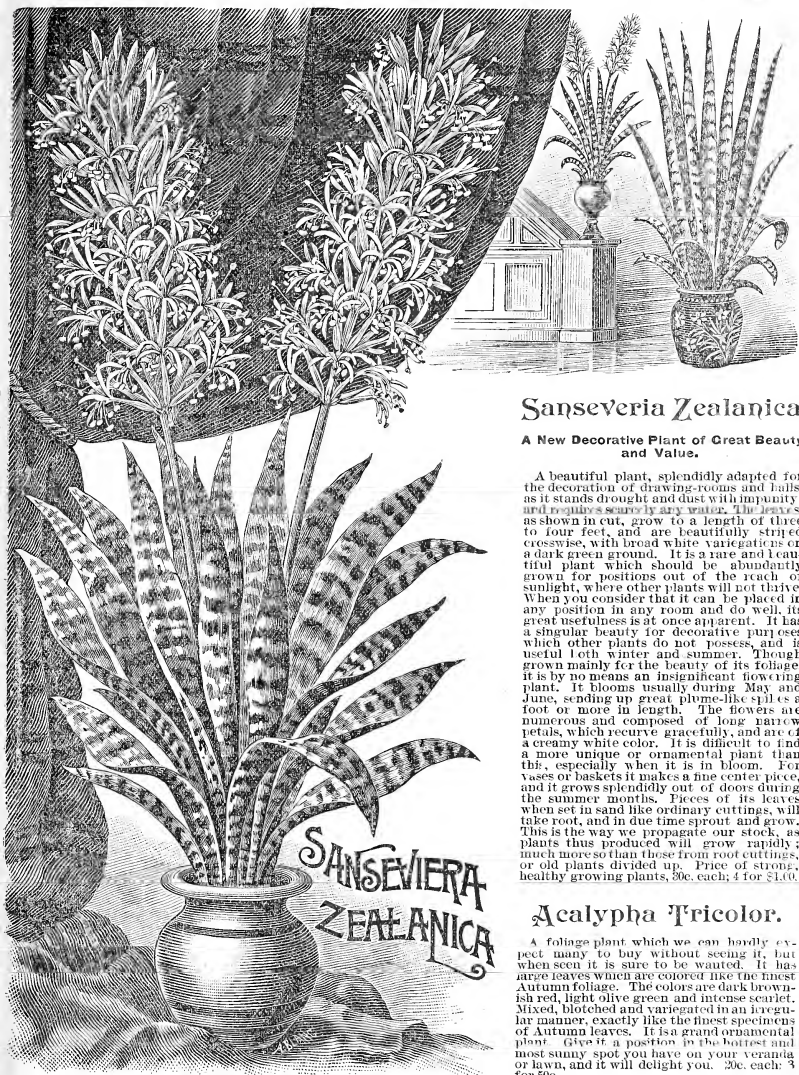 SANSEVIERA
ZEALANICA
Sanseveria Zealanica
A New Decorative Plant of Great Beauty
and Value.
A beautiful plant, splendidly adapted for
the decoration of drawing-rooms and halls
as it stands drought and dust with impunity
and requires scarcely any water. The leaves
as shown in cut, grow to a length of three
to four feet, and are beautifully striped
crosswise, with broad white variegations on
a dark green ground. It is a rare and beau
tiful plant which should be abundantly
grown for positions out of the reach of
sunlight, where other plants will not thrive
When you consider that it can be placed in
any position in any room and do well, its
great usefulness is at once apparent. It has
a singular beauty for decorative purposes
which other plants do not possess, and is
useful both winter and summer. Though
grown mainly for the beauty of its foliage
it is by no means an insignificant flowering
plant. It blooms usually during May and
June, sending up great plume-like spikes a
foot or more in length. The flowers are
numerous and composed of long narrow
petals, which recurve gracefully, and are of
a creamy white color. It is difficult to find
a more unique or ornamental plant than
this, especially when it is in bloom. For
vases or baskets it makes a fine center piece,
and it grows splendidly out of doors during
the summer months. Pieces of its leaves
when set in sand like ordinary cuttings, will
take root, and in due time sprout and grow.
This is the way we propagate our stock, as
plants thus produced will grow rapidly;
much more so than those from root cuttings,
or old plants divided up. Price of strong,
healthy growing plants, 30c. each; 4 for $1.00.
Acalypha Tricolor.
A foliage plant which we can hardly ex-
pect many to buy without seeing it, but
when seen it is sure to be wanted. It has
large leaves which are colored like the finest
Autumn foliage. The colors are dark brown-
ish red, light olive green and intense scarlet.
Mixed, blotched and variegated in an irregu-
lar manner, exactly like the finest specimens
of Autumn leaves. It is a grand ornamental
plant. Give it a position in the hottest and
most sunny spot you have on your veranda
or lawn, and it will delight you. 20c. each; 3
for 50c.